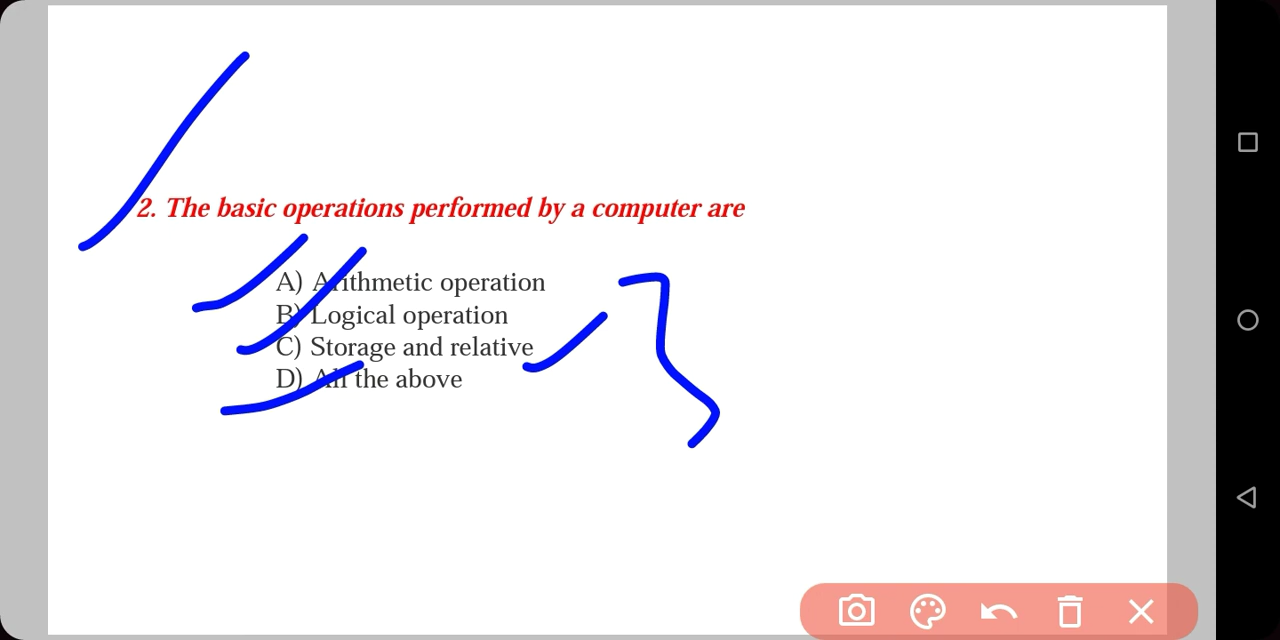 2. The basic operations performed by a computer are
A) Arithmetic operation
B) Logical operation
C) Storage and relative
D) All the above